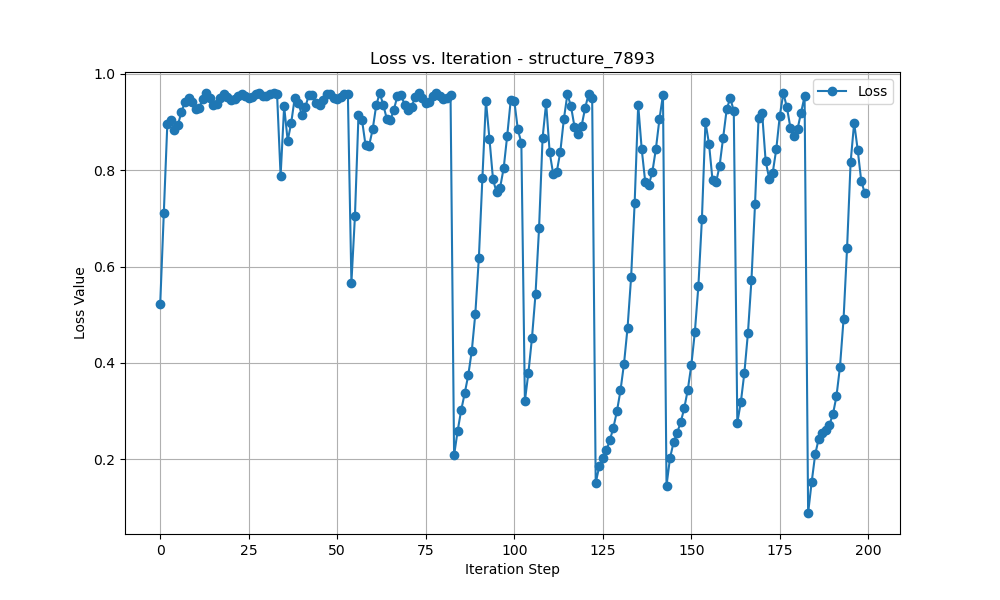 Loss vs. Iteration - structure_7893
Loss
Loss Value
1.0
0.8
0.6
0.4
0.2
0 25 50 75 100 125 150 175 200
Iteration Step